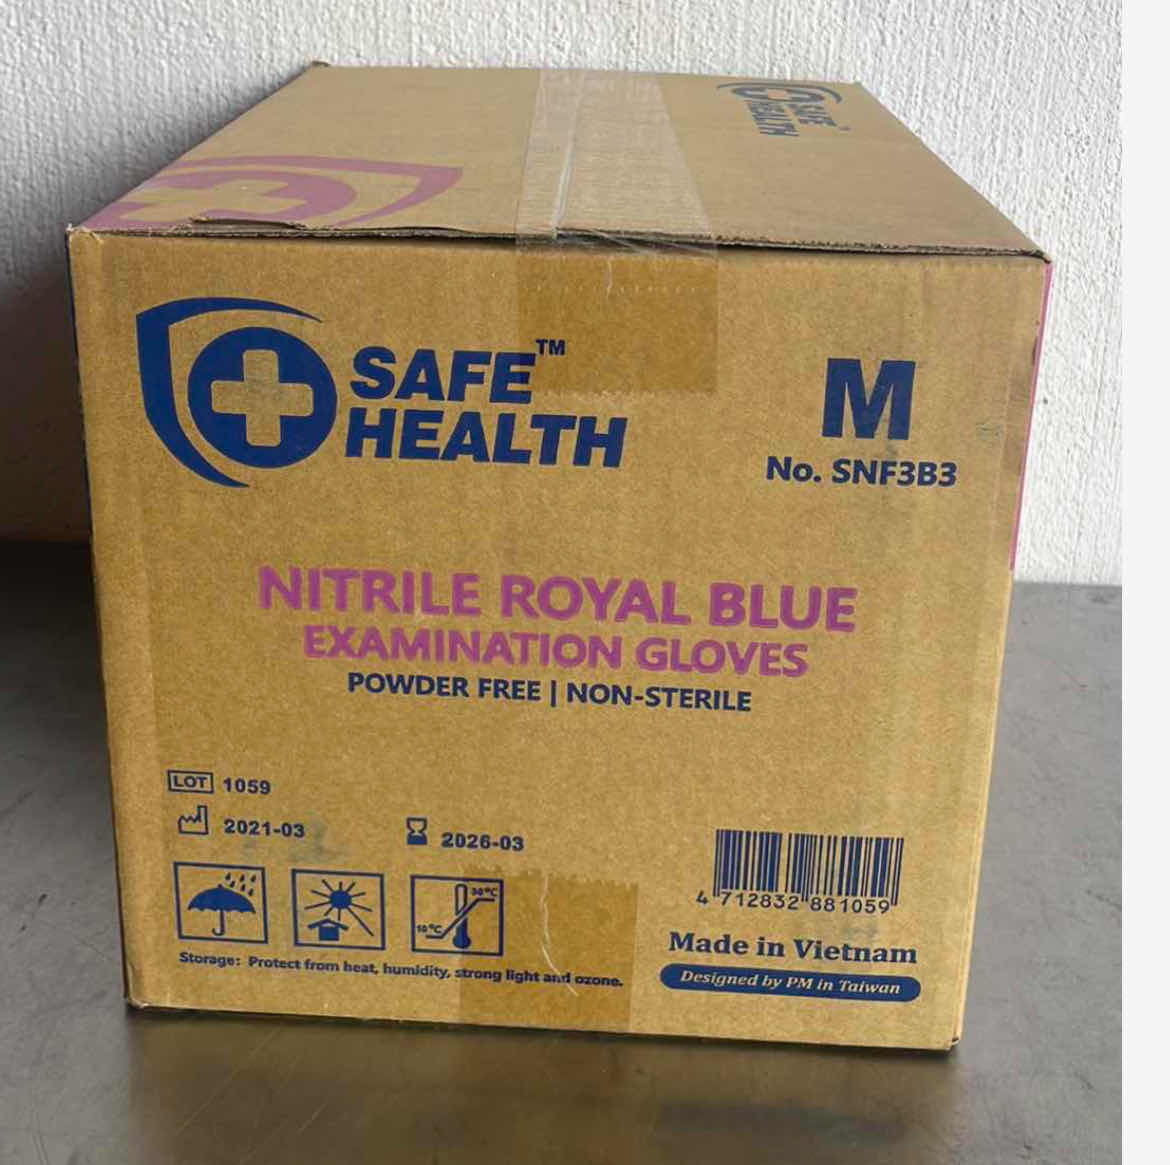 SAFE
HEALTH
SAFE™
HEALTH
M
No. SNF3B3
NITRILE ROYAL BLUE
EXAMINATION GLOVES
POWDER FREE | NON-STERILE
LOT 1059
2021-03
2026-03
30°C
10°C
Storage: Protect from heat, humidity, strong light and ozone.
4 712832 881059
Made in Vietnam
Designed by PM in Taiwan